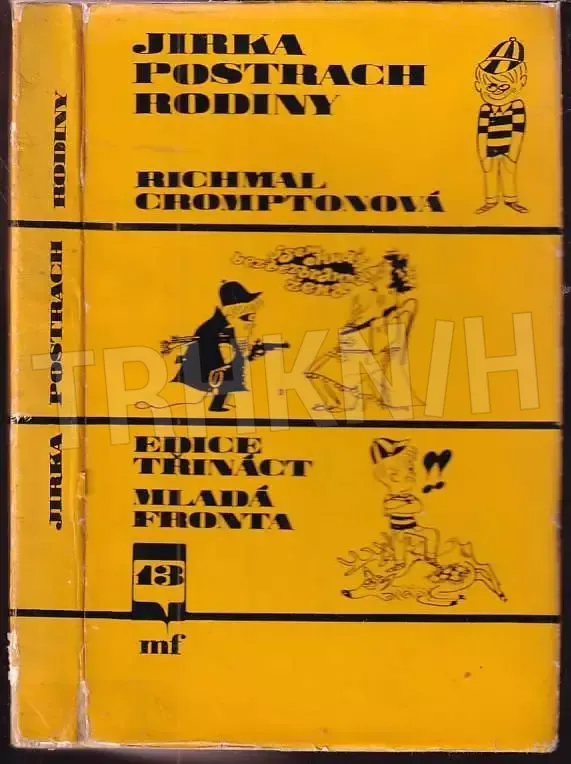 JIRKA
POSTRACH
RODINY
RICHMAL
CROMPTONOVÁ
EDICE
TŘINÁCT
MLADÁ
FRONTA
13
mf
JIRKA POSTRACH RODINY
TRHKNIH